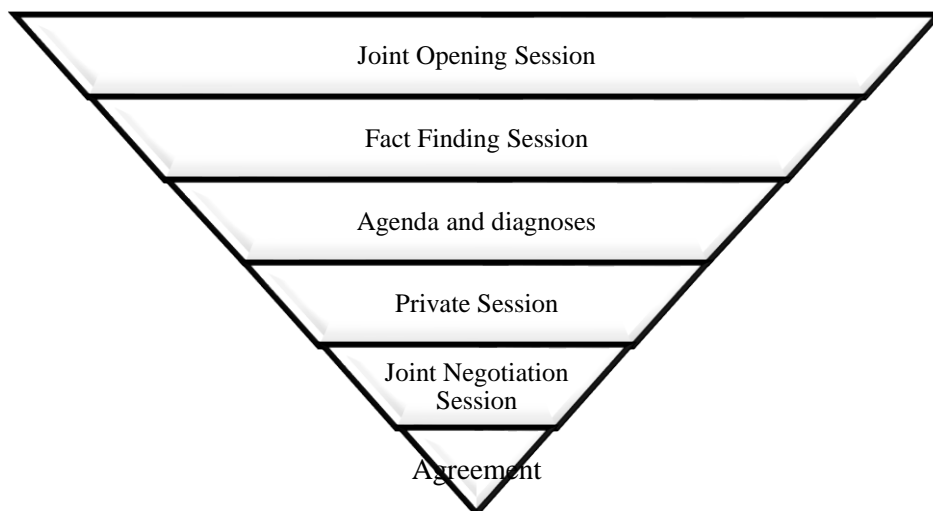 Joint Opening Session
Fact Finding Session
Agenda and diagnoses
Private Session
Joint Negotiation
Session
Agreement